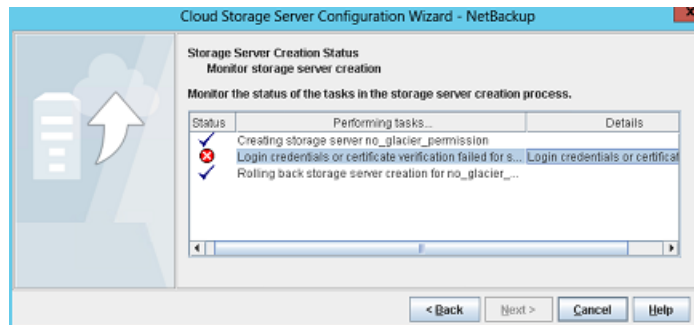 Cloud Storage Server Configuration Wizard - NetBackup
x
Storage Server Creation Status
Monitor storage server creation
Monitor the status of the tasks in the storage server creation process.
Status Performing tasks... Details
Creating storage server no_glacier_permission
Login credentials or certificate verification failed for s... Login credentials or certificat
Rolling back storage server creation for no_glacier_...
< Back Next > Cancel Help